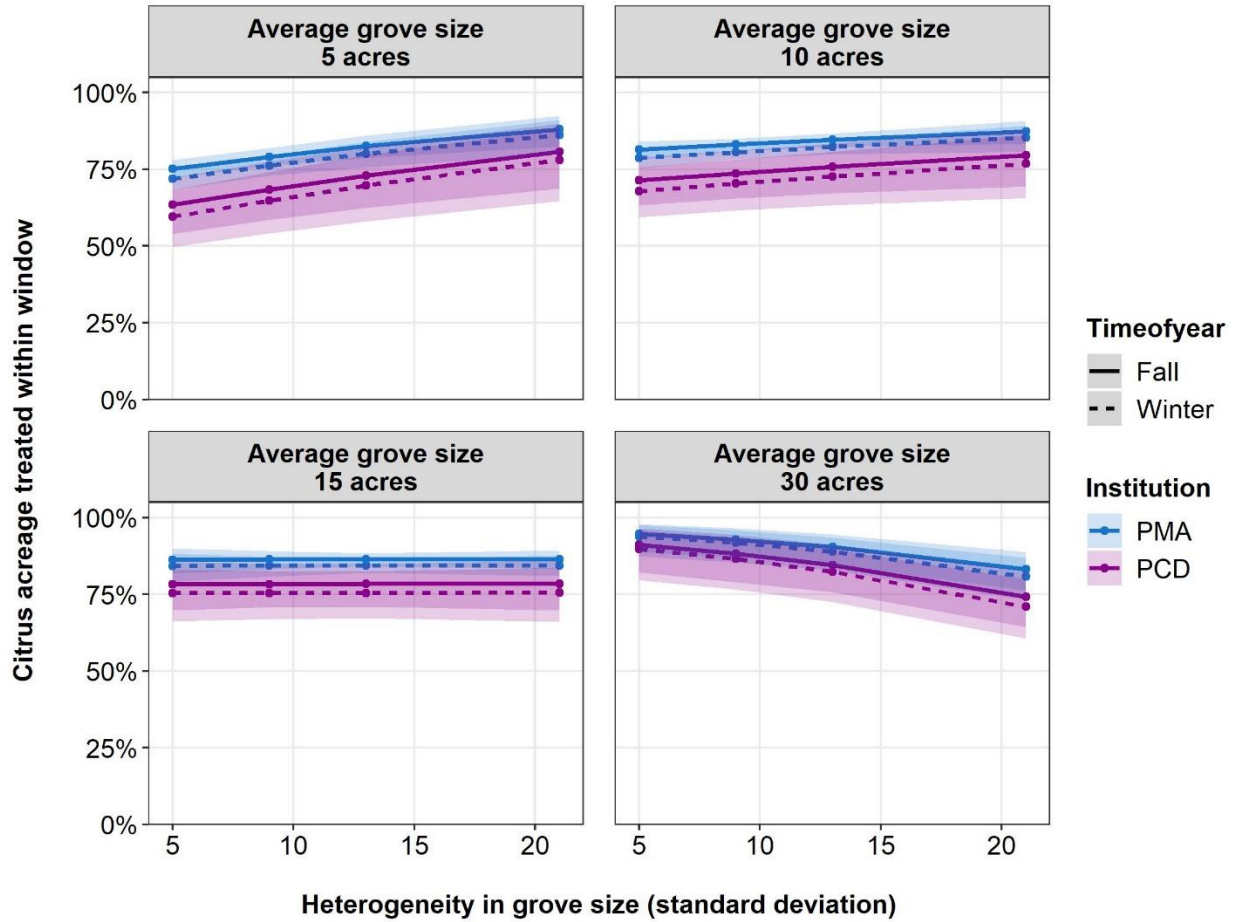 Average grove size
5 acres
Average grove size
10 acres
100%
75%
50%
25%
0%
Average grove size
15 acres
Average grove size
30 acres
100%
75%
50%
25%
0%
5
10
15
20
5
10
15
20
Citrus acreage treated within window
Heterogeneity in grove size (standard deviation)
Timeofyear
Fall
Winter
Institution
PMA
PCD